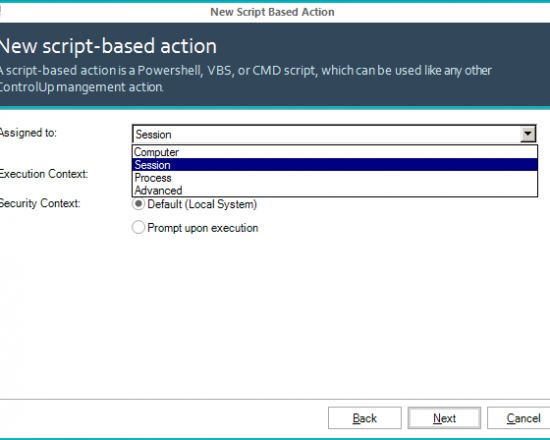 New Script Based Action
New script-based action
A script-based action is a Powershell, VBS, or CMD script, which can be used like any other
ControlUp mangement action.
Assigned to:
Session
Computer
Session
Process
Advanced
Execution Context:
Security Context:
Default (Local System)
Prompt upon execution
Back
Next
Cancel